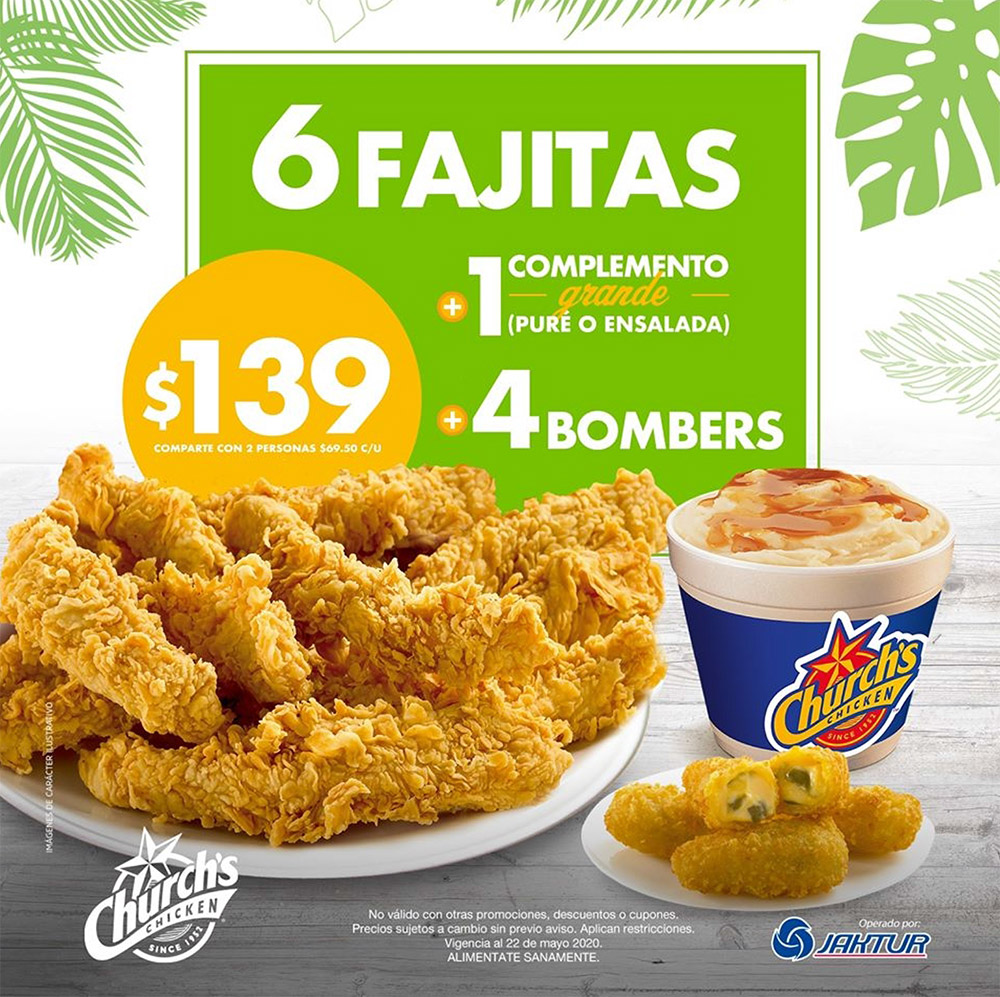 6 FAJITAS
+ 1 COMPLEMENTO
grande
(PURÉ O ENSALADA)
$139
COMPARTE CON 2 PERSONAS $69.50 C/U
+ 4 BOMBERS
Church's
CHICKEN
SINCE 1952
IMÁGENES DE CARÁCTER ILUSTRATIVO
Church's
CHICKEN
SINCE 1952
No válido con otras promociones, descuentos o cupones.
Precios sujetos a cambio sin previo aviso. Aplican restricciones.
Vigencia al 22 de mayo 2020.
ALIMENTATE SANAMENTE.
Operado por:
JAKTUR